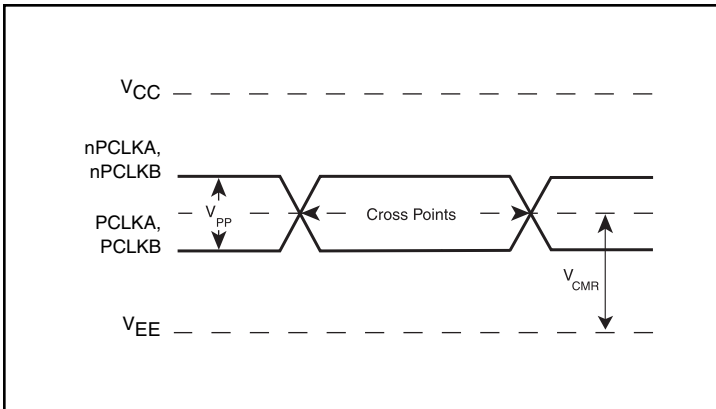 VCC
nPCLKA,
nPCLKB
VPP
Cross Points
PCLKA,
PCLKB
VCMR
VEE